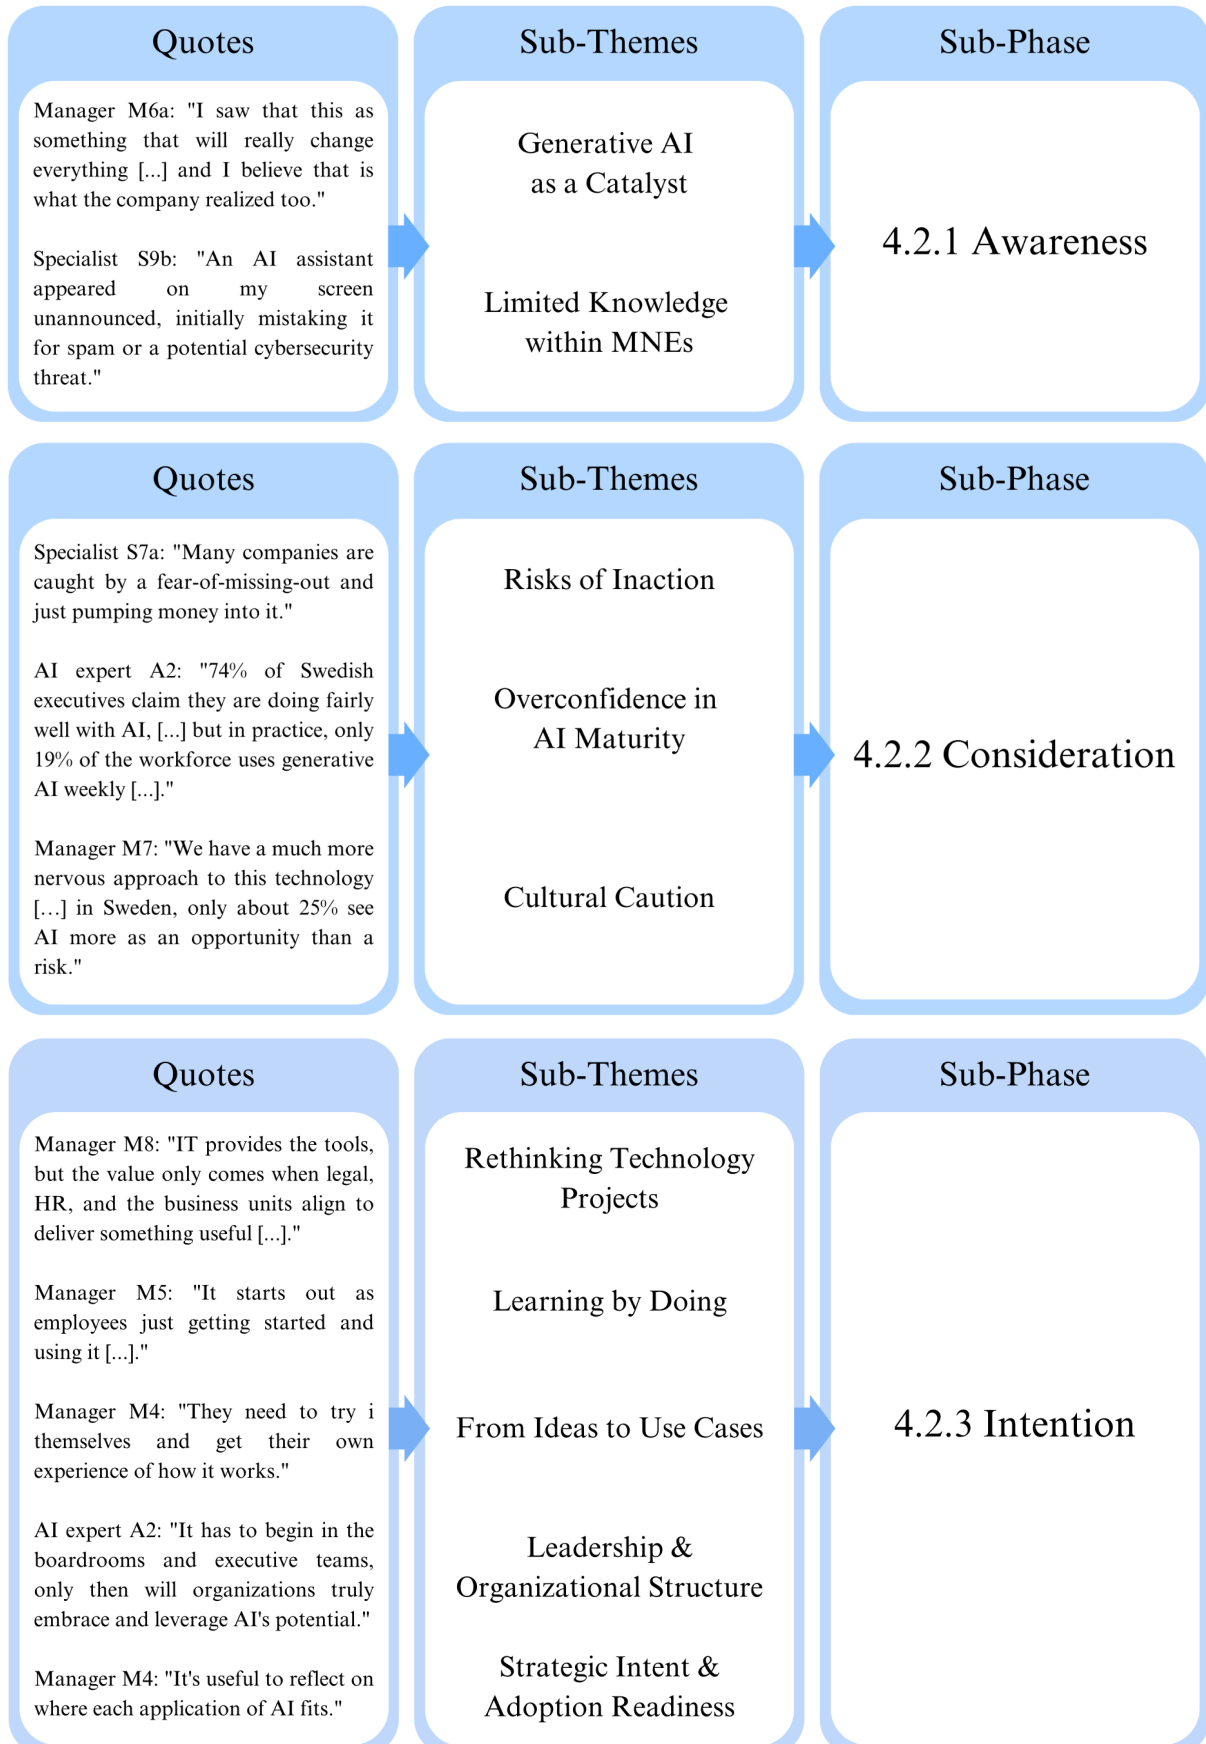 Quotes
Manager M6a: "I saw that this as
something that will really change
everything [...] and I believe that is
what the company realized too."
Specialist S9b: "An AI assistant
appeared on my screen
unannounced, initially mistaking it
for spam or a potential cybersecurity
threat."
Sub-Themes
Generative AI
as a Catalyst
Limited Knowledge
within MNEs
Sub-Phase
4.2.1 Awareness
Quotes
Specialist S7a: "Many companies are
caught by a fear-of-missing-out and
just pumping money into it."
AI expert A2: "74% of Swedish
executives claim they are doing fairly
well with AI, [...] but in practice, only
19% of the workforce uses generative
AI weekly [...]."
Manager M7: "We have a much more
nervous approach to this technology
[…] in Sweden, only about 25% see
AI more as an opportunity than a
risk."
Sub-Themes
Risks of Inaction
Overconfidence in
AI Maturity
Cultural Caution
Sub-Phase
4.2.2 Consideration
Quotes
Manager M8: "IT provides the tools,
but the value only comes when legal,
HR, and the business units align to
deliver something useful [...]."
Manager M5: "It starts out as
employees just getting started and
using it [...]."
Manager M4: "They need to try i
themselves and get their own
experience of how it works."
AI expert A2: "It has to begin in the
boardrooms and executive teams,
only then will organizations truly
embrace and leverage AI's potential."
Manager M4: "It's useful to reflect on
where each application of AI fits."
Sub-Themes
Rethinking Technology
Projects
Learning by Doing
From Ideas to Use Cases
Leadership &
Organizational Structure
Strategic Intent &
Adoption Readiness
Sub-Phase
4.2.3 Intention